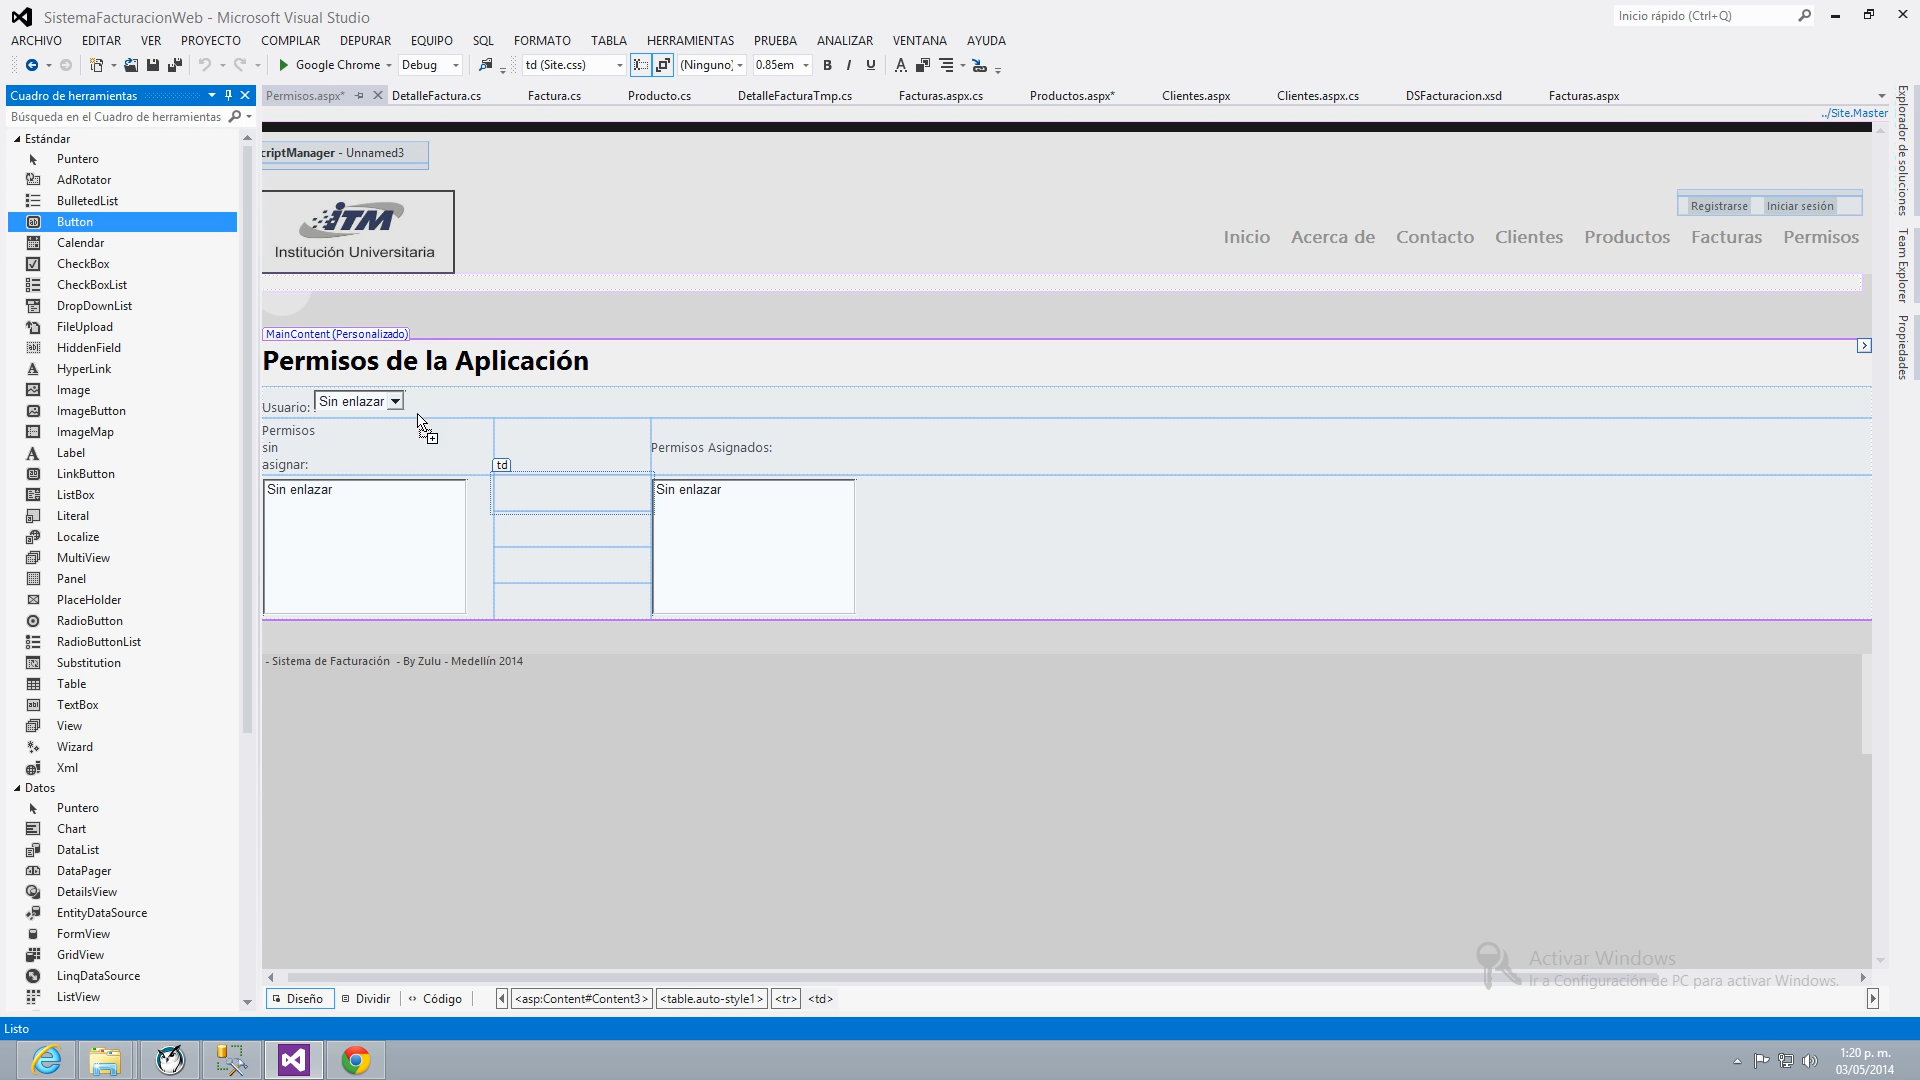 SistemaFacturacionWeb - Microsoft Visual Studio
Inicio rápido (Ctrl+Q)
ARCHIVO EDITAR VER PROYECTO COMPILAR DEPURAR EQUIPO SQL FORMATO TABLA HERRAMIENTAS PRUEBA ANALIZAR VENTANA AYUDA
Google Chrome Debug td (Site.css) (Ninguno) 0.85em B I U A
Cuadro de herramientas
Permisos.aspx* DetalleFactura.cs Factura.cs Producto.cs DetalleFacturaTmp.cs Facturas.aspx.cs Productos.aspx* Clientes.aspx Clientes.aspx.cs DSFacturacion.xsd Facturas.aspx
Búsqueda en el Cuadro de herramientas
../Site.Master
Estándar
Puntero
AdRotator
BulletedList
Button
Calendar
CheckBox
CheckBoxList
DropDownList
FileUpload
HiddenField
HyperLink
Image
ImageButton
ImageMap
Label
LinkButton
ListBox
Literal
Localize
MultiView
Panel
PlaceHolder
RadioButton
RadioButtonList
Substitution
Table
TextBox
View
Wizard
Xml
Datos
Puntero
Chart
DataList
DataPager
DetailsView
EntityDataSource
FormView
GridView
LinqDataSource
ListView
criptManager - Unnamed3
iTM
Institución Universitaria
Registrarse Iniciar sesión
Inicio Acerca de Contacto Clientes Productos Facturas Permisos
MainContent (Personalizado)
Permisos de la Aplicación
Usuario: Sin enlazar
Permisos
sin
asignar:
td
Permisos Asignados:
Sin enlazar
Sin enlazar
- Sistema de Facturación - By Zulu - Medellín 2014
Explorador de soluciones
Team Explorer
Propiedades
Activar Windows
Ir a Configuración de PC para activar Windows.
Diseño Dividir Código <asp:Content#Content3> <table.auto-style1> <tr> <td>
Listo
1:20 p. m.
03/05/2014